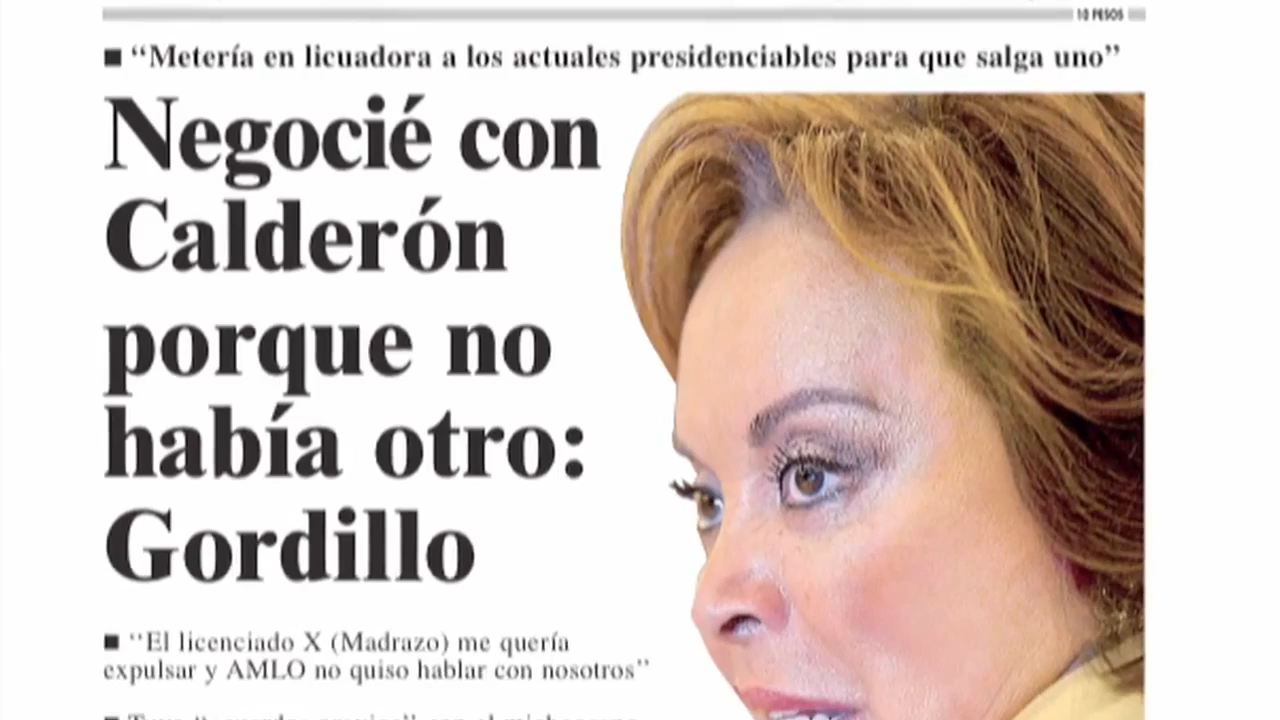 10 PESOS
■ “Metería en licuadora a los actuales presidenciables para que salga uno”
Negocié con
Calderón
porque no
había otro:
Gordillo
■ “El licenciado X (Madrazo) me quería
expulsar y AMLO no quiso hablar con nosotros”